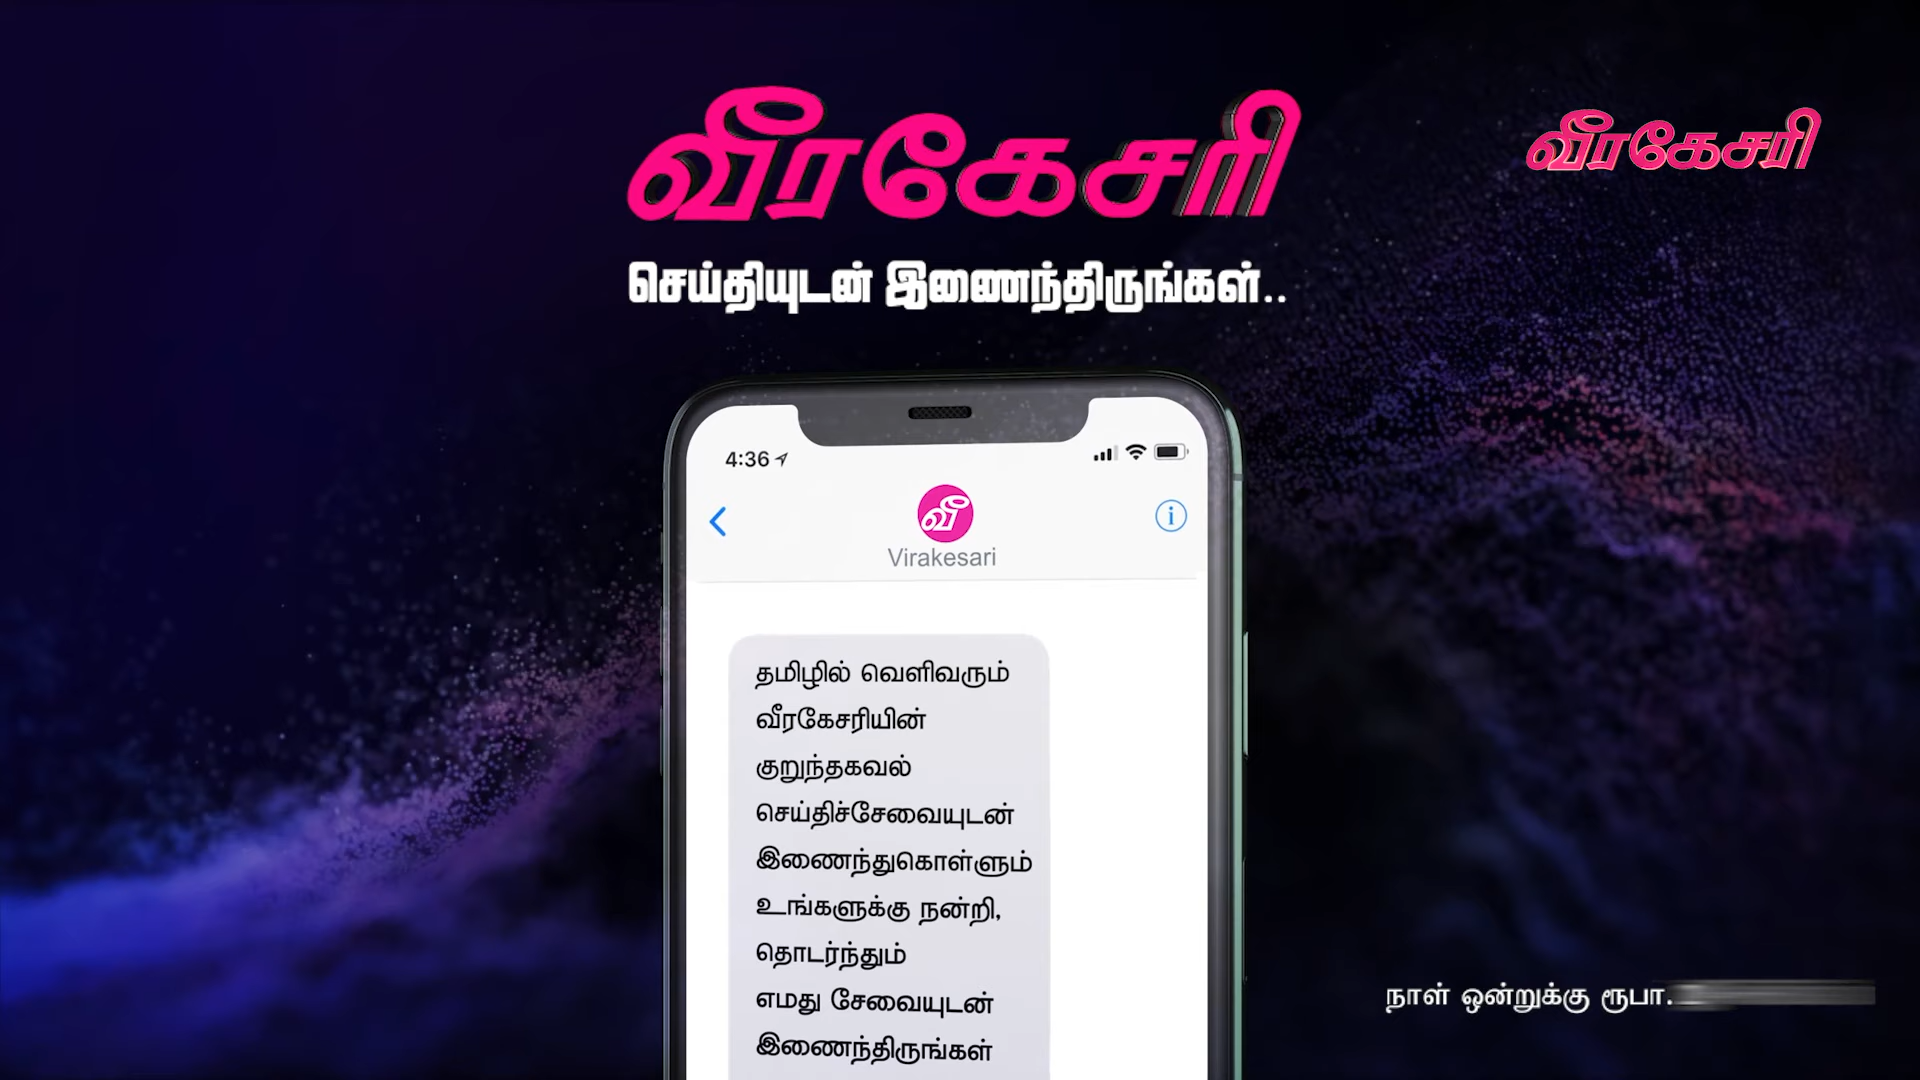 வீரகேசரி
வீரகேசரி
செய்தியுடன் இணைந்திருங்கள்..
4:36
வீ
Virakesari
தமிழில் வெளிவரும்
வீரகேசரியின்
குறுந்தகவல்
செய்திச்சேவையுடன்
இணைந்துகொள்ளும்
உங்களுக்கு நன்றி,
தொடர்ந்தும்
எமது சேவையுடன்
இணைந்திருங்கள்
நாள் ஒன்றுக்கு ரூபா.